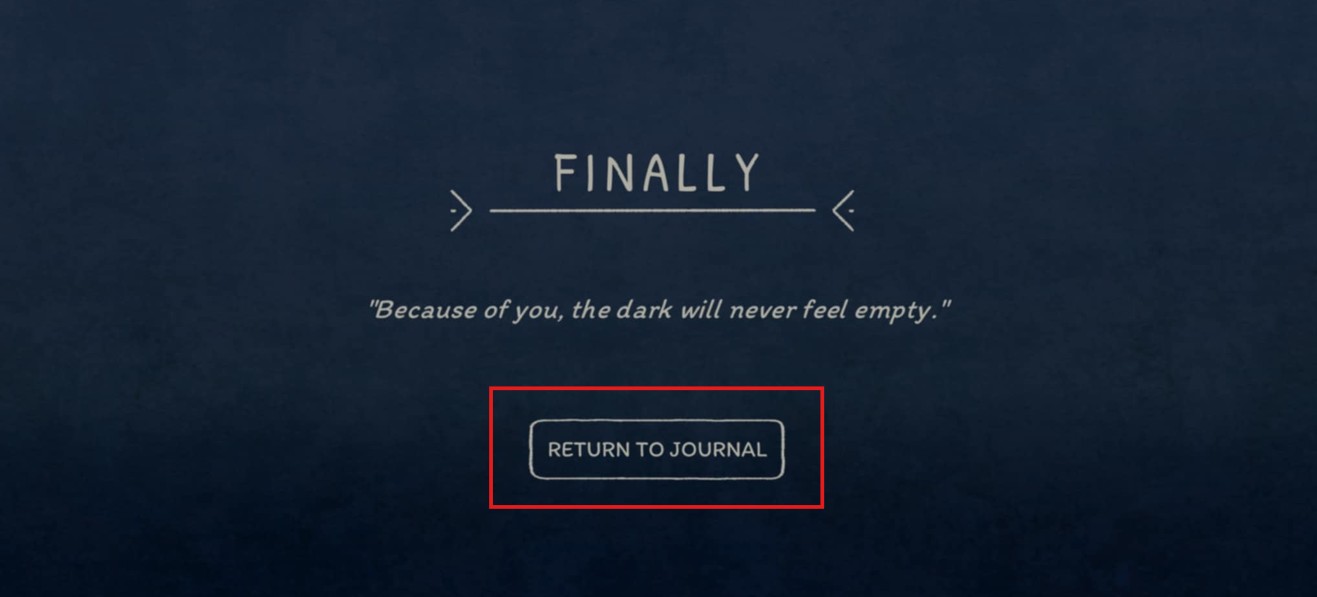 FINALLY
"Because of you, the dark will never feel empty."
RETURN TO JOURNAL